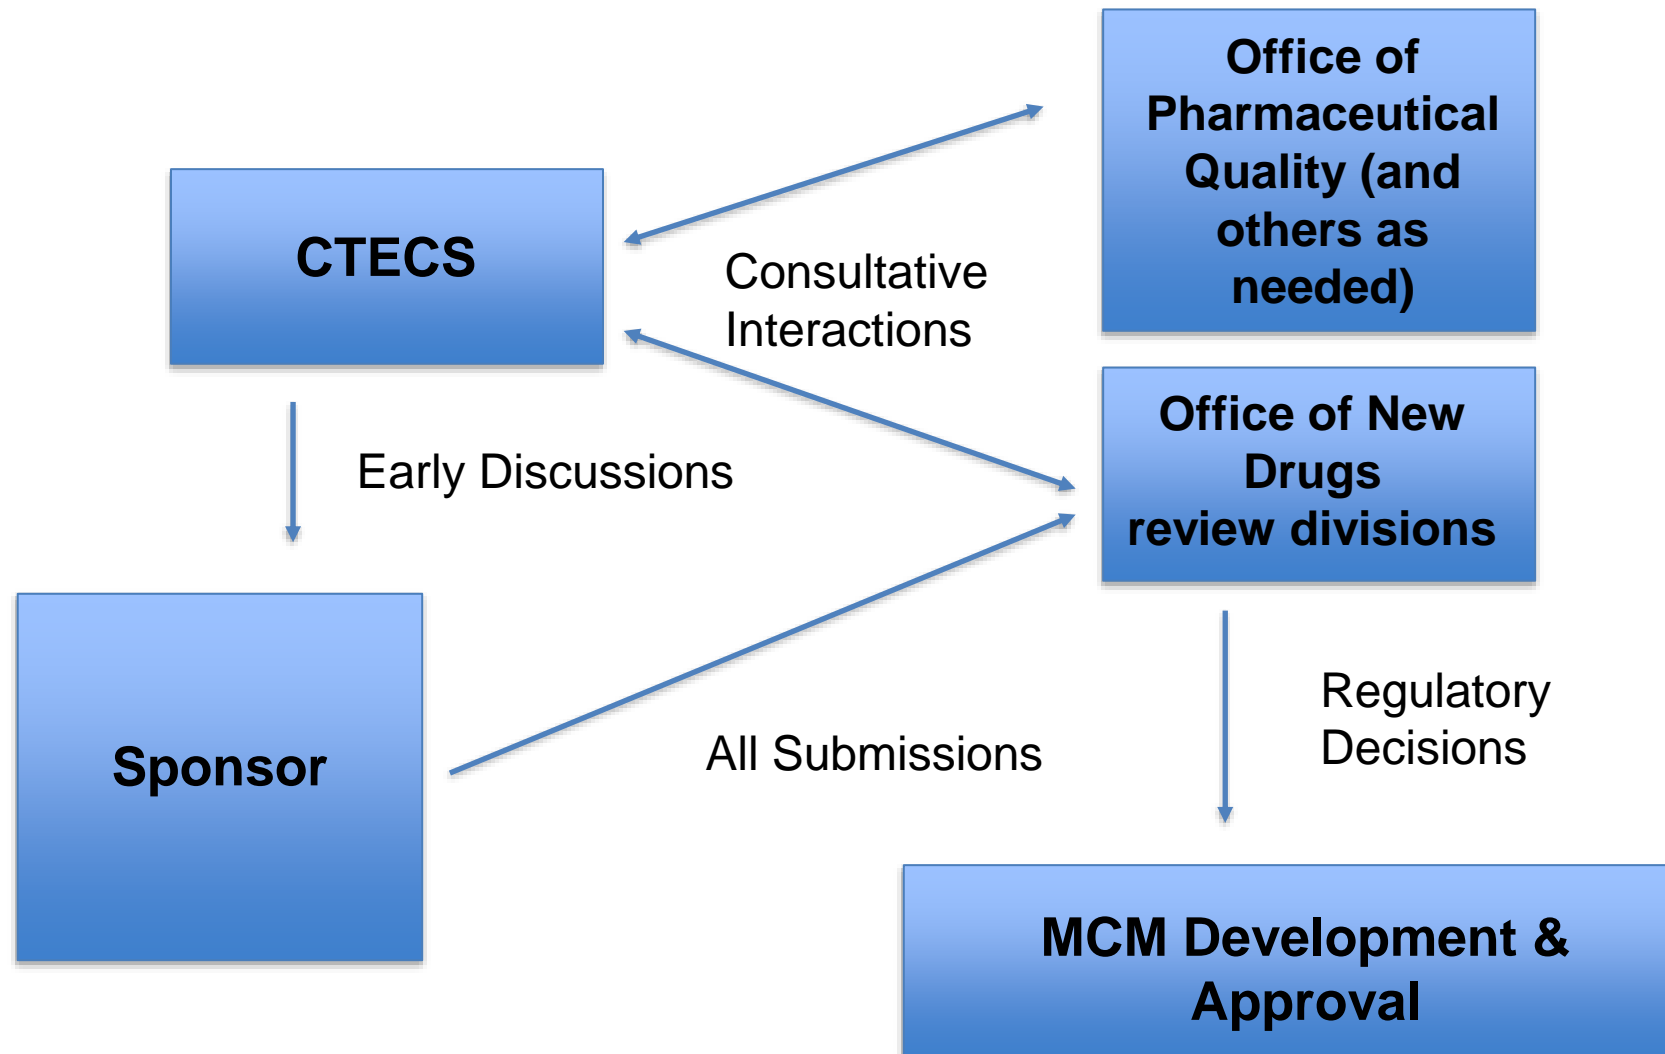 Office of
Pharmaceutical
Quality (and
others as
needed)
CTECS
Consultative
Interactions
Office of New
Drugs
review divisions
Early Discussions
Sponsor
All Submissions
Regulatory
Decisions
MCM Development &
Approval